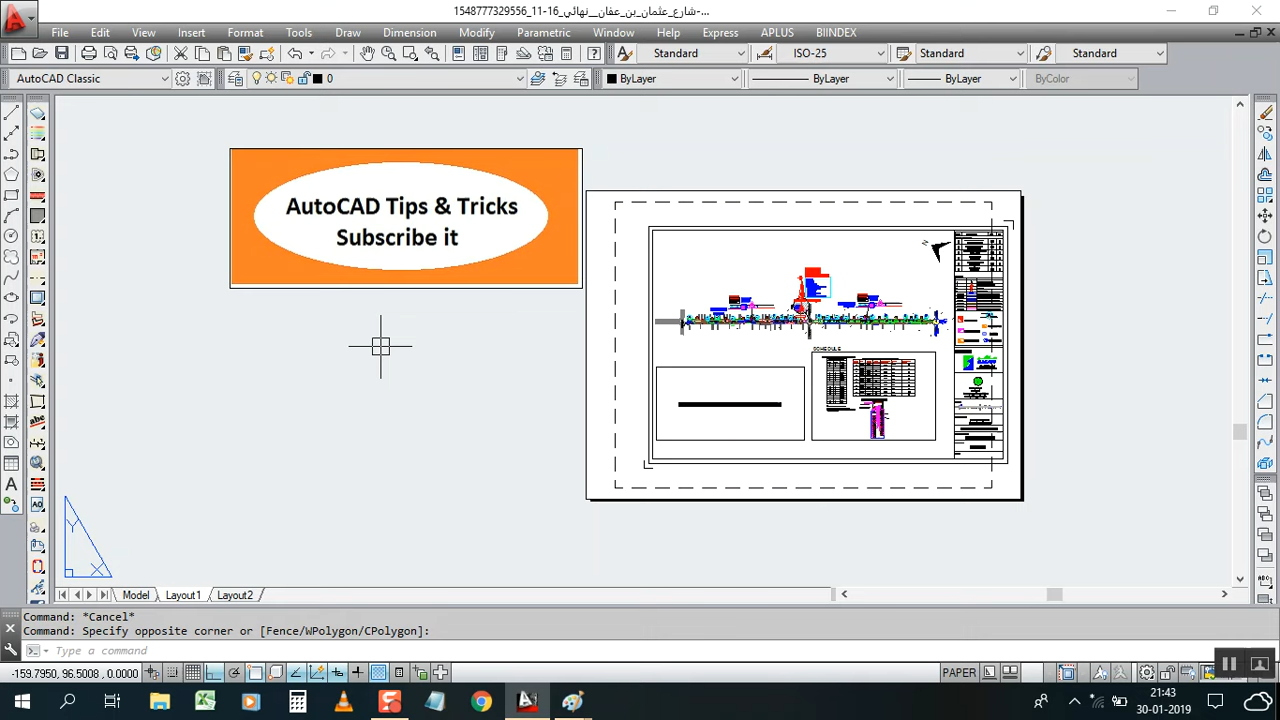 1548777329556_11-16_شارع_عثمان_بن_عفان__نهائي-...
File Edit View Insert Format Tools Draw Dimension Modify Parametric Window Help Express APLUS BIINDEX
Standard ISO-25 Standard Standard
AutoCAD Classic 0 ByLayer ByLayer ByLayer ByColor
AutoCAD Tips & Tricks
Subscribe it
SCHEDULE
Y
X
Model Layout1 Layout2
Command: *Cancel*
Command: Specify opposite corner or [Fence/WPolygon/CPolygon]:
Type a command
-159.7950, 96.5008, 0.0000 PAPER
21:43
30-01-2019